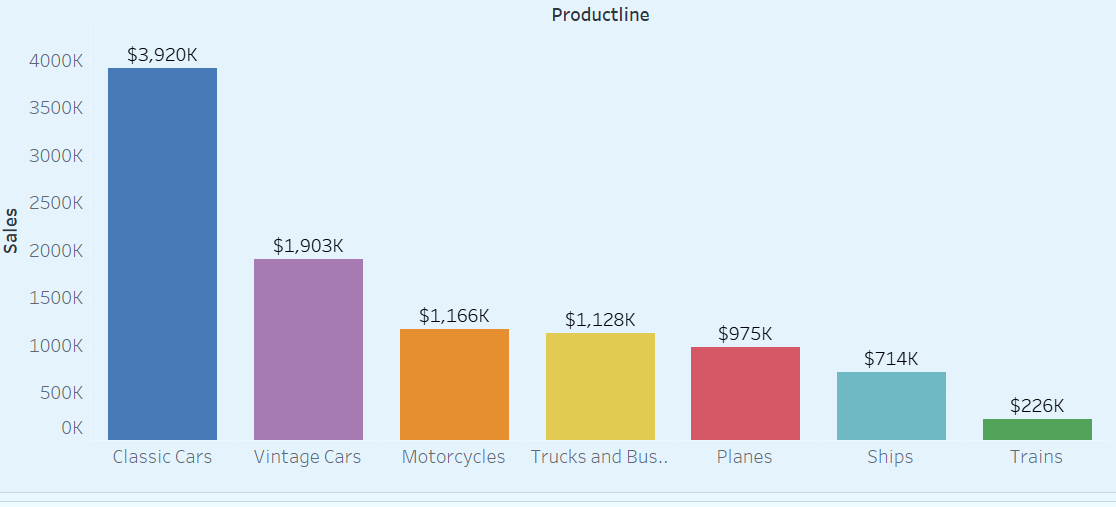 Productline
Sales
4000K
3500K
3000K
2500K
2000K
1500K
1000K
500K
0K
$3,920K
$1,903K
$1,166K
$1,128K
$975K
$714K
$226K
Classic Cars
Vintage Cars
Motorcycles
Trucks and Bus..
Planes
Ships
Trains